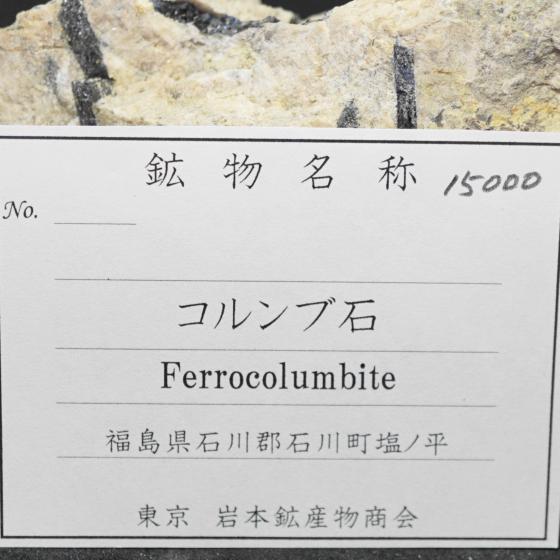 鉱物名称 15000
No.
コルンブ石
Ferrocolumbite
福島県石川郡石川町塩ノ平
東京 岩本鉱産物商会